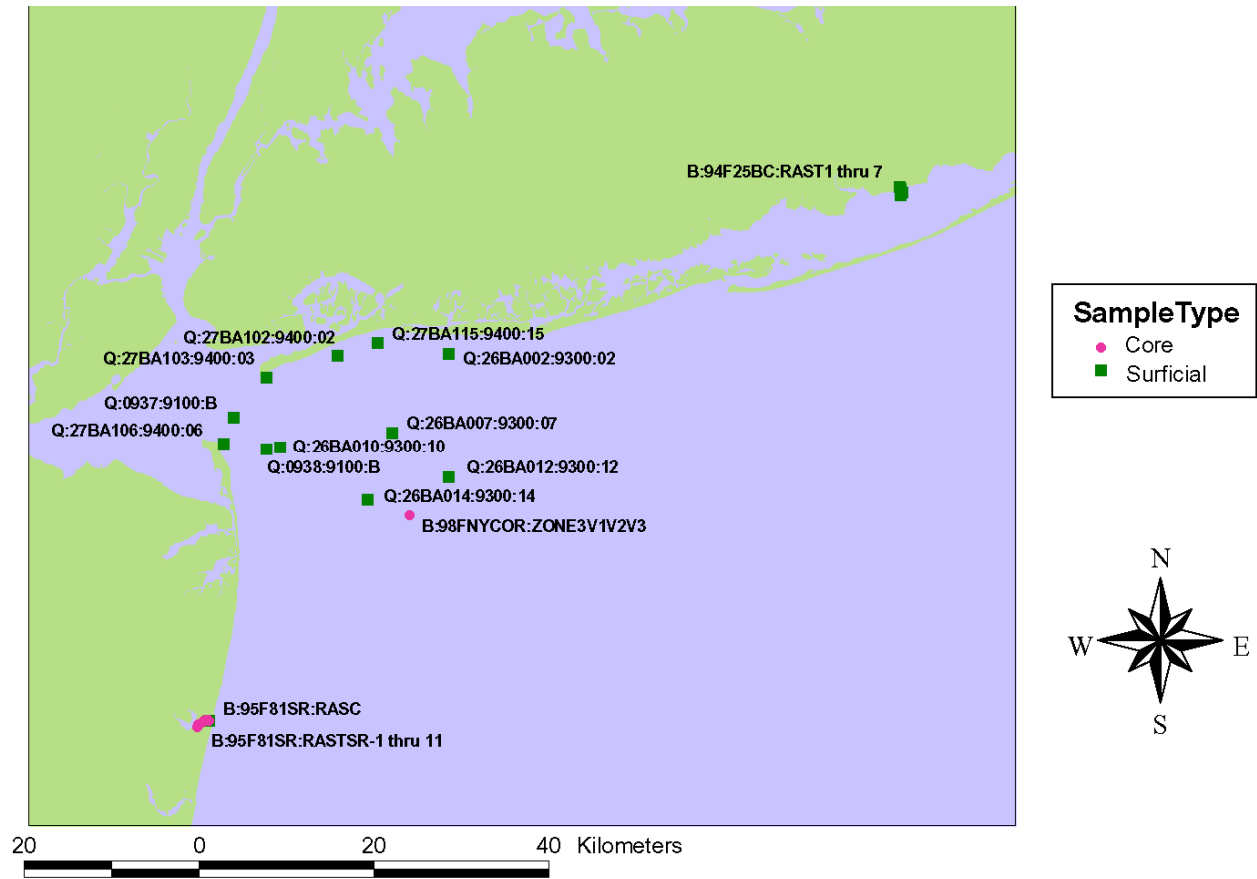 B:94F25BC:RAST1 thru 7
Q:27BA102:9400:02
Q:27BA115:9400:15
Q:27BA103:9400:03
Q:26BA002:9300:02
Q:0937:9100:B
Q:27BA106:9400:06
Q:26BA007:9300:07
Q:26BA010:9300:10
Q:0938:9100:B
Q:26BA012:9300:12
Q:26BA014:9300:14
B:98FNYCOR:ZONE3V1V2V3
B:95F81SR:RASC
B:95F81SR:RASTSR-1 thru 11
SampleType
Core
Surficial
N
W E
S
20 0 20 40 Kilometers